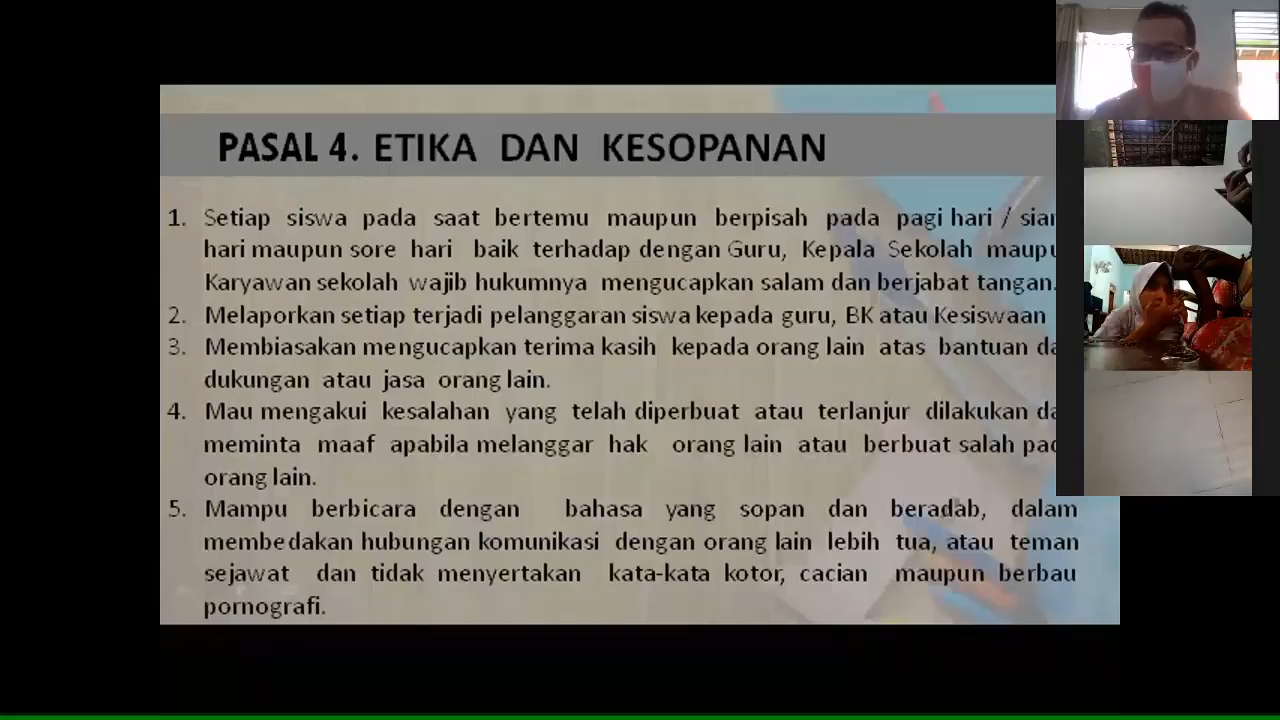 PASAL 4. ETIKA DAN KESOPANAN
1. Setiap siswa pada saat bertemu maupun berpisah pada pagi hari /
hari maupun sore hari baik terhadap dengan Guru, Kepala Sekolah
Karyawan sekolah wajib hukumnya mengucapkan salam dan berjabat tangan.
2. Melaporkan setiap terjadi pelanggaran siswa kepada guru, BK atau Kesiswaan
3. Membiasakan mengucapkan terima kasih kepada orang lain atas bantuan
dukungan atau jasa orang lain.
4. Mau mengakui kesalahan yang telah diperbuat atau terlanjur dilakukan
meminta maaf apabila melanggar hak orang lain atau berbuat salah
orang lain.
5. Mampu berbicara dengan bahasa yang sopan dan beradab, dalam
membedakan hubungan komunikasi dengan orang lain lebih tua, atau teman
sejawat dan tidak menyertakan kata-kata kotor, cacian maupun berbau
pornografi.